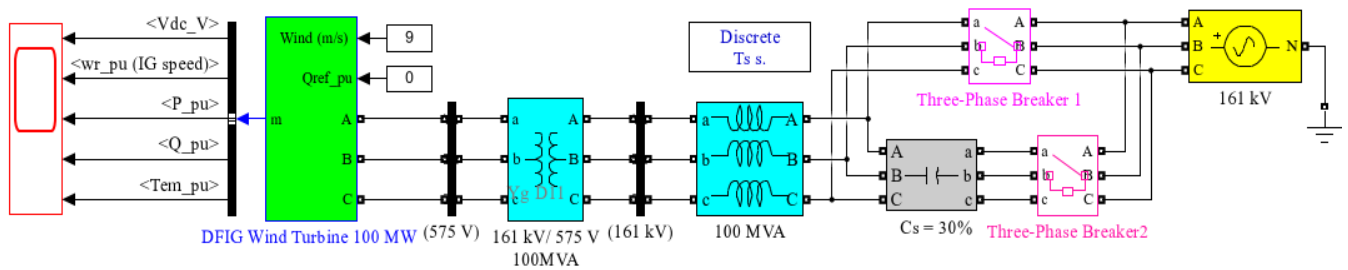 <Vdc_V>
<wr_pu (IG speed)>
<P_pu>
<Q_pu>
<Tem_pu>
m
Wind (m/s)
9
Qref_pu
0
A
B
C
DFIG Wind Turbine 100 MW
(575 V)
a
b
c
A
B
C
Yg D11
161 kV/ 575 V
100MVA
(161 kV)
Discrete
Ts s.
a
b
c
A
B
C
100 MVA
a
b
c
A
B
C
Three-Phase Breaker 1
A
B
C
a
b
c
Cs = 30%
a
b
c
A
B
C
Three-Phase Breaker2
A
B
C
+
N
161 kV